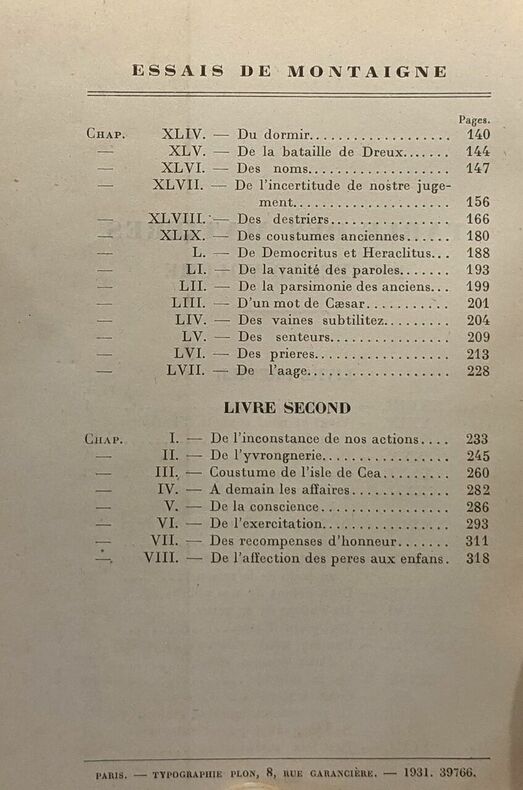 ESSAIS DE MONTAIGNE
Pages.
CHAP. XLIV. — Du dormir................... 140
— XLV. — De la bataille de Dreux....... 144
— XLVI. — Des noms.................... 147
— XLVII. — De l'incertitude de nostre juge-
ment..................... 156
— XLVIII. — Des destriers............... 166
— XLIX. — Des coustumes anciennes...... 180
— L. — De Democritus et Heraclitus... 188
— LI. — De la vanité des paroles....... 193
— LII. — De la parsimonie des anciens... 199
— LIII. — D'un mot de Cæsar........... 201
— LIV. — Des vaines subtilitez......... 204
— LV. — Des senteurs............... 209
— LVI. — Des prieres................. 213
— LVII. — De l'aage.................. 228
LIVRE SECOND
CHAP. I. — De l'inconstance de nos actions.... 233
— II. — De l'yvrongnerie............... 245
— III. — Coustume de l'isle de Cea........ 260
— IV. — A demain les affaires............ 282
— V. — De la conscience................ 286
— VI. — De l'exercitation............... 293
— VII. — Des recompenses d'honneur....... 311
— VIII. — De l'affection des peres aux enfans. 318
PARIS. — TYPOGRAPHIE PLON, 8, RUE GARANCIÈRE. — 1931. 39766.